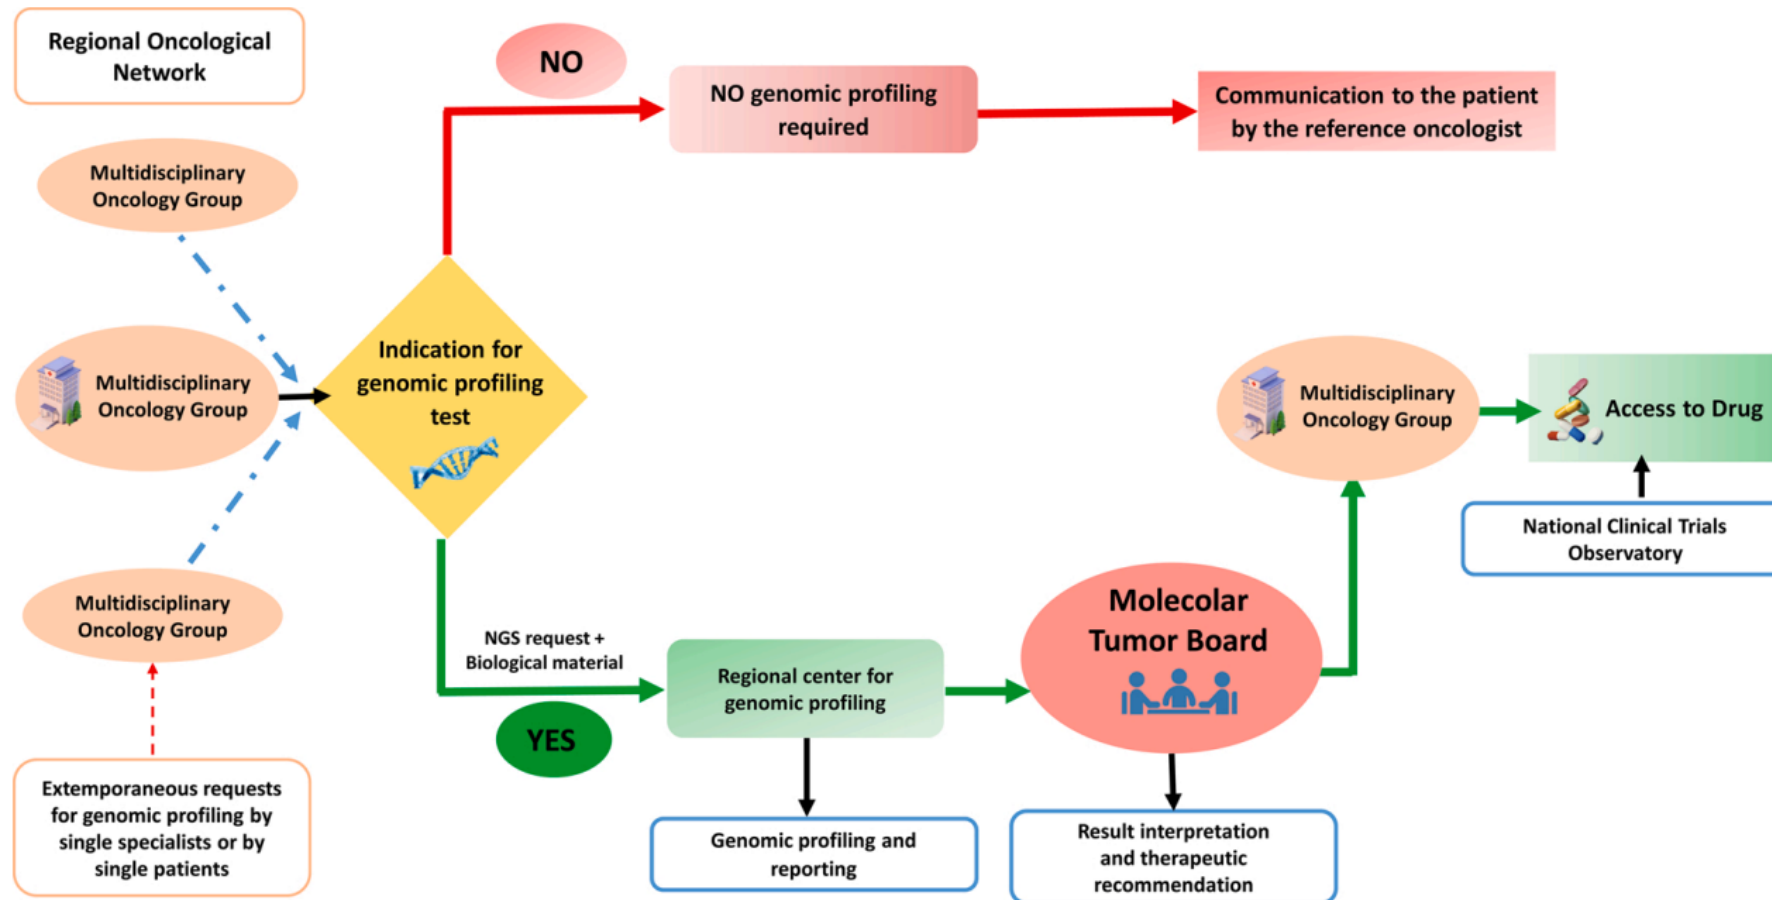 Regional Oncological
Network
NO
NO genomic profiling
required
Communication to the patient
by the reference oncologist
Multidisciplinary
Oncology Group
Multidisciplinary
Oncology Group
Indication for
genomic profiling
test
Multidisciplinary
Oncology Group
Access to Drug
National Clinical Trials
Observatory
Multidisciplinary
Oncology Group
NGS request +
Biological material
YES
Regional center for
genomic profiling
Molecolar
Tumor Board
Extemporaneous requests
for genomic profiling by
single specialists or by
single patients
Genomic profiling and
reporting
Result interpretation
and therapeutic
recommendation